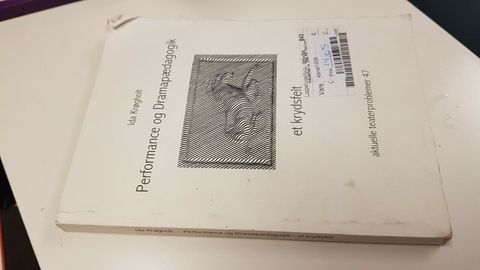 Ida Krøgholt
Performance og Dramapædagogik
et krydsfelt
aktuelle teaterproblemer 47
Ida Krøgholt Performance og Dramapædagogik - et krydsfelt